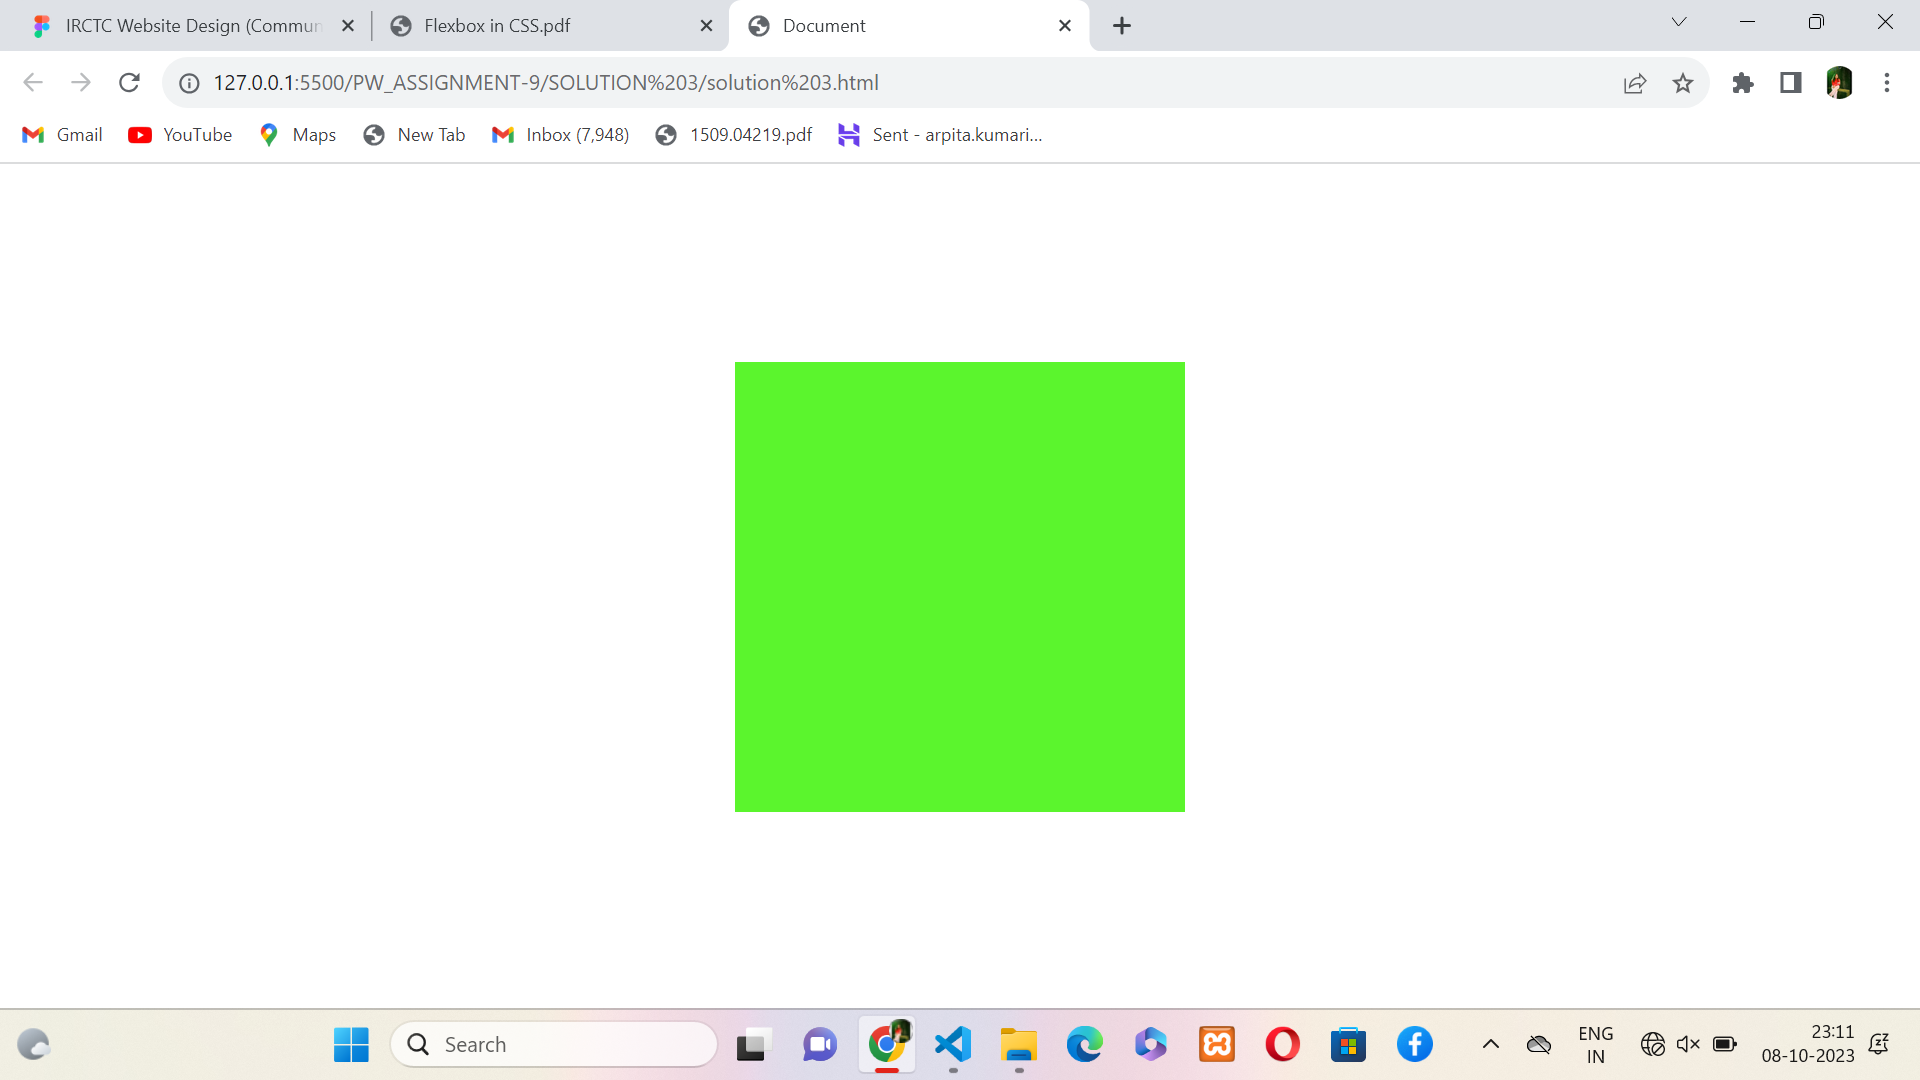 IRCTC Website Design (Commun
Flexbox in CSS.pdf
Document
127.0.0.1:5500/PW_ASSIGNMENT-9/SOLUTION%203/solution%203.html
Gmail
YouTube
Maps
New Tab
Inbox (7,948)
1509.04219.pdf
Sent - arpita.kumari...
Search
ENG
IN
23:11
08-10-2023